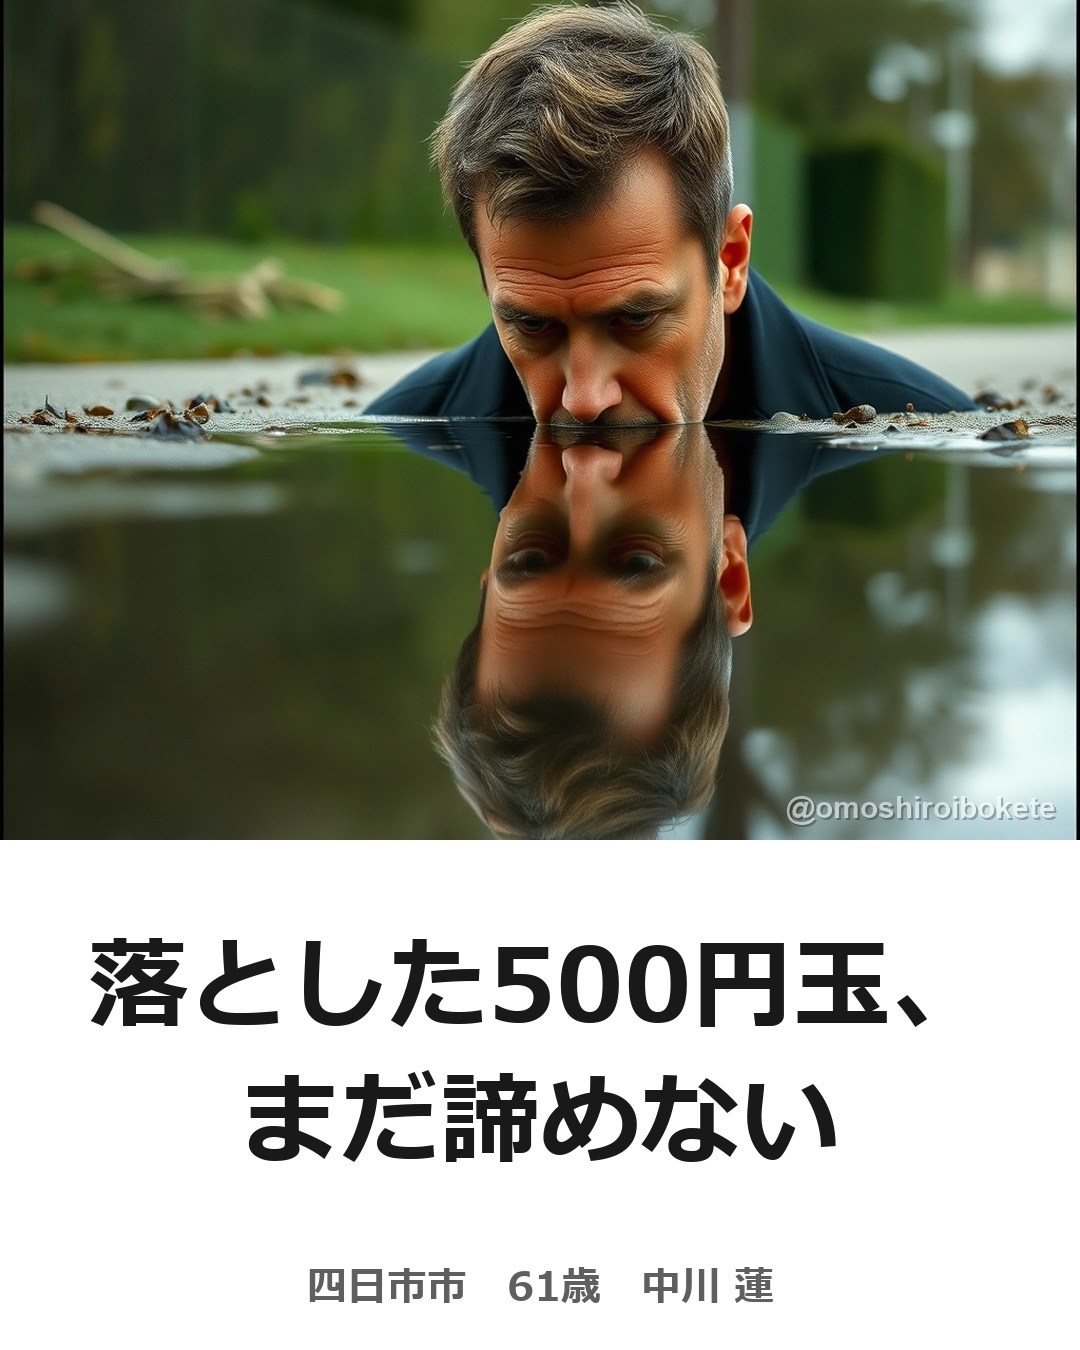 @omoshiroibokete
落とした500円玉、
まだ諦めない
四日市市　61歳　中川 蓮